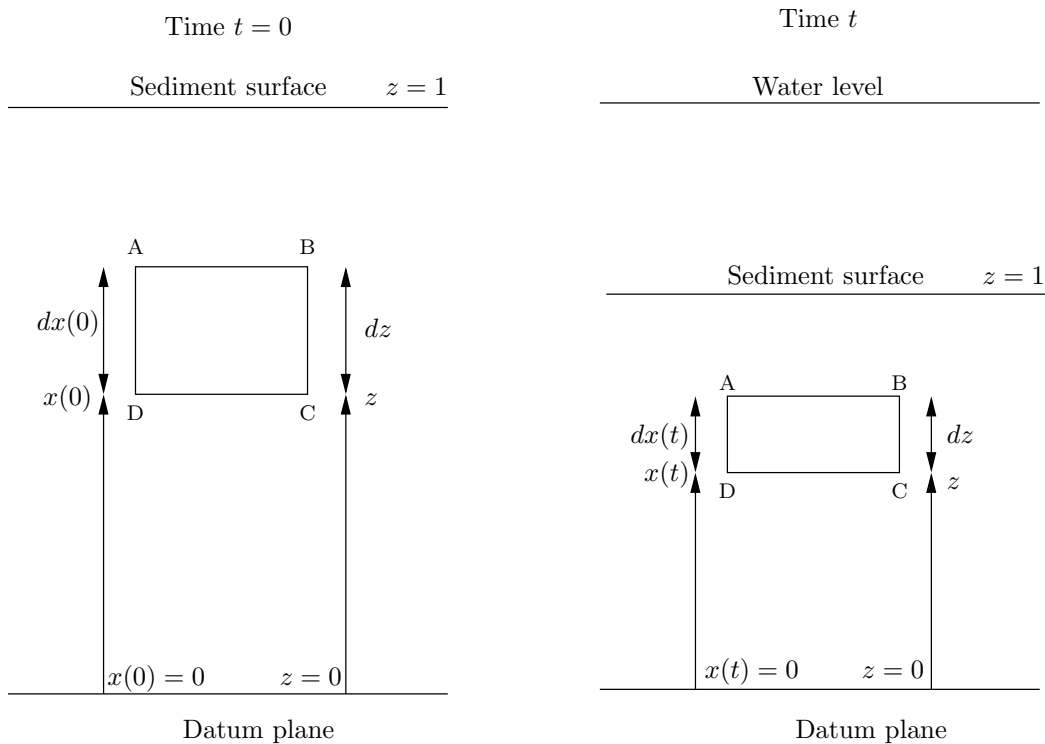 Time t = 0
Sediment surface z = 1
A B
dx(0) dz
x(0) z
D C
x(0) = 0 z = 0
Datum plane
Time t
Water level
Sediment surface z = 1
A B
dx(t) dz
x(t) z
D C
x(t) = 0 z = 0
Datum plane